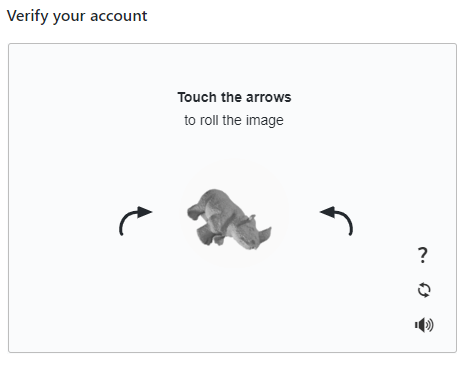 Verify your account
Touch the arrows
to roll the image
?